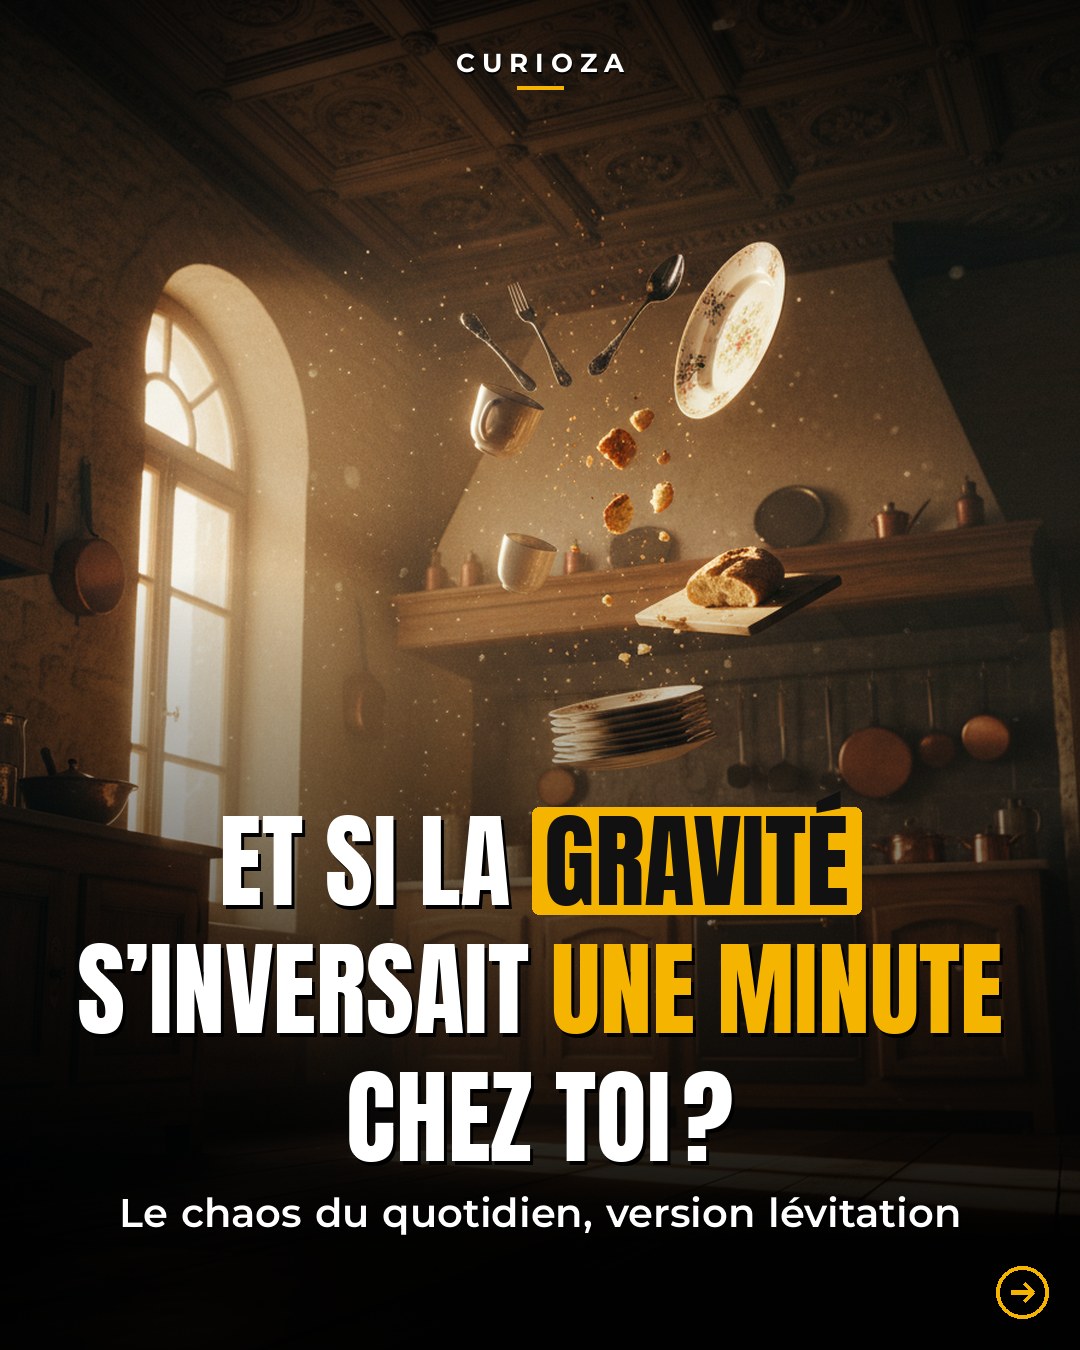 CURIOZA
ET SI LA GRAVITÉ
S’INVERSAIT UNE MINUTE
CHEZ TOI ?
Le chaos du quotidien, version lévitation